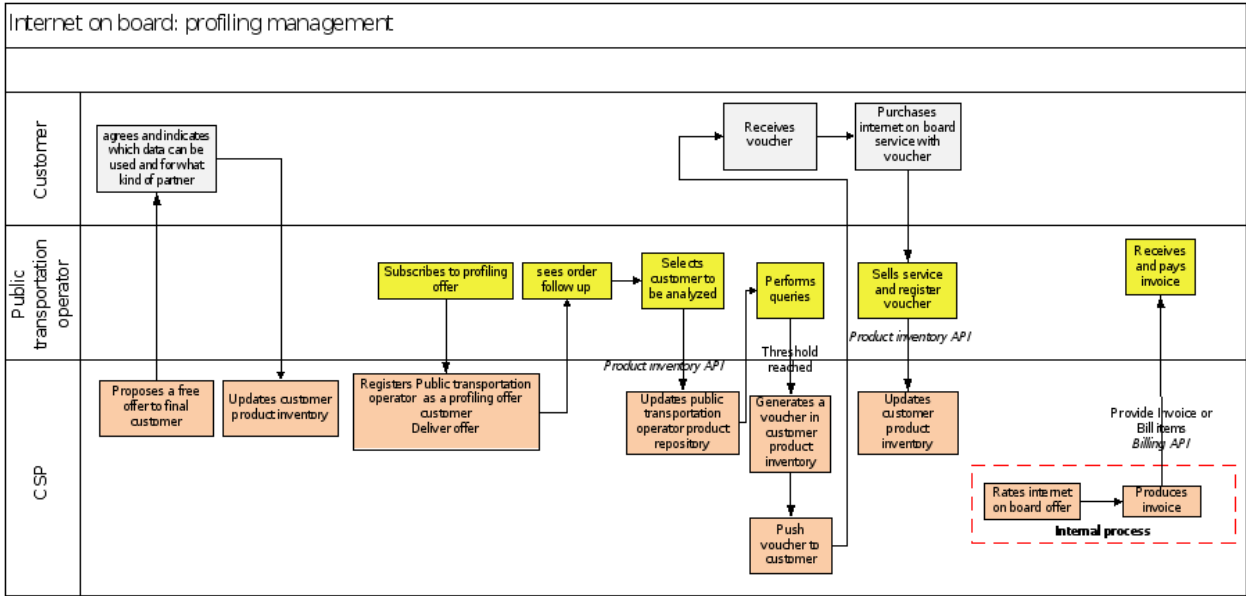 Internet on board: profiling management
Customer
agrees and indicates
which data can be
used and for what
kind of partner
Receives
voucher
Purchases
internet on board
service with
voucher
Public
transportation
operator
Subscribes to profiling
offer
sees order
follow up
Selects
customer to
be analyzed
Performs
queries
Sells service
and register
voucher
Receives
and pays
invoice
Product inventory API
Threshold
reached
Product inventory API
CSP
Proposes a free
offer to final
customer
Updates customer
product inventory
Registers Public transportation
operator as a profiling offer
customer
Deliver offer
Updates public
transportation
operator product
repository
Generates a
voucher in
customer
product
inventory
Updates
customer
product
inventory
Provide Invoice or
Bill items
Billing API
Rates internet
on board offer
Produces
invoice
Internal process
Push
voucher to
customer